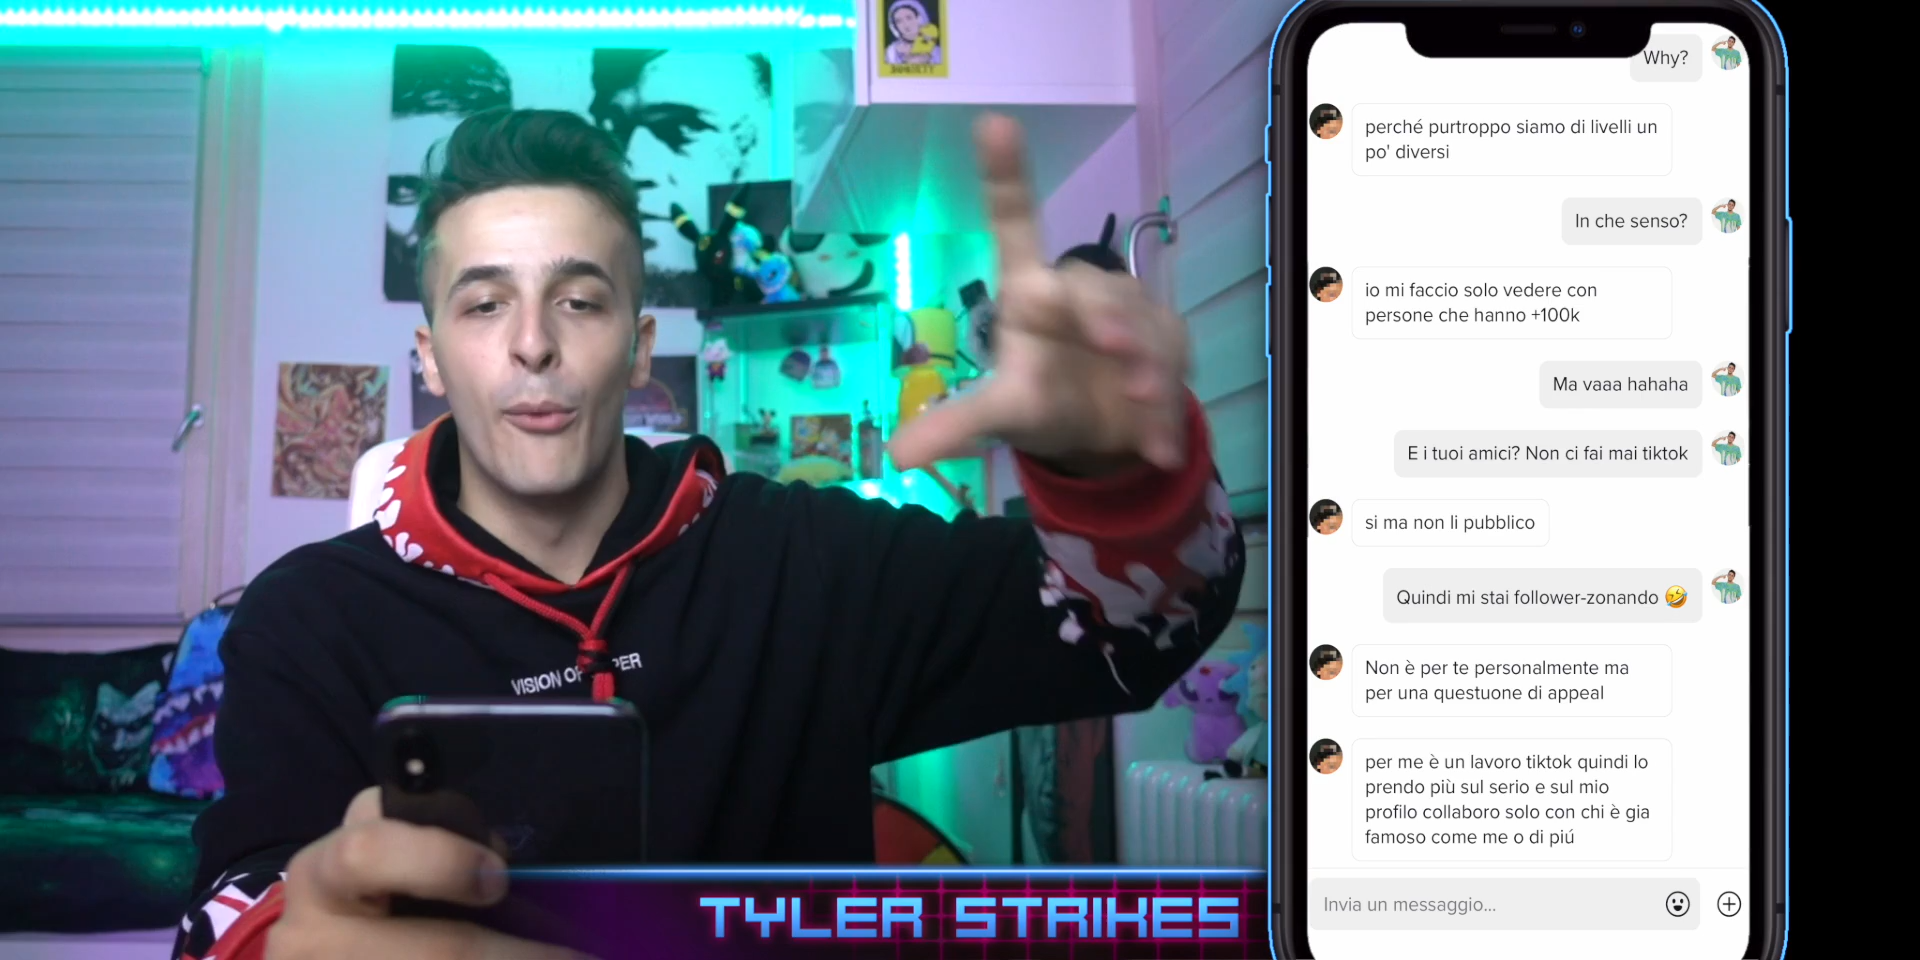 Why?
perché purtroppo siamo di livelli un
po' diversi
In che senso?
io mi faccio solo vedere con
persone che hanno +100k
Ma vaaa hahaha
E i tuoi amici? Non ci fai mai tiktok
si ma non li pubblico
Quindi mi stai follower-zonando 🤣
Non è per te personalmente ma
per una questuone di appeal
per me è un lavoro tiktok quindi lo
prendo più sul serio e sul mio
profilo collaboro solo con chi è gia
famoso come me o di piú
Invia un messaggio...
VISION OF
TYLER STRIKES